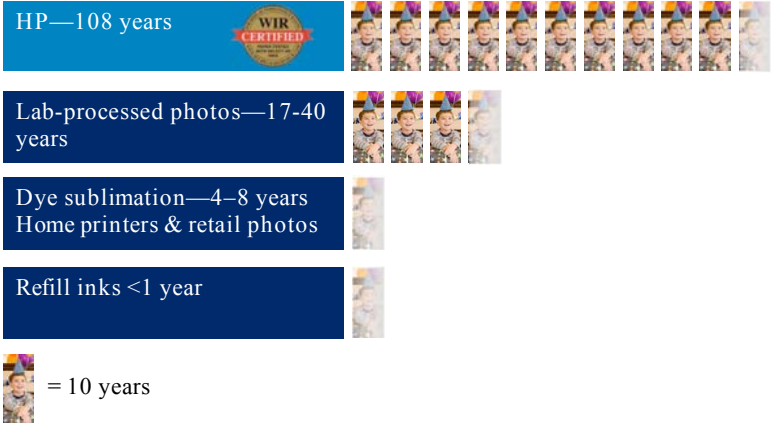 HP—108 years
WIR
CERTIFIED
Lab-processed photos—17-40
years
Dye sublimation—4–8 years
Home printers & retail photos
Refill inks <1 year
= 10 years